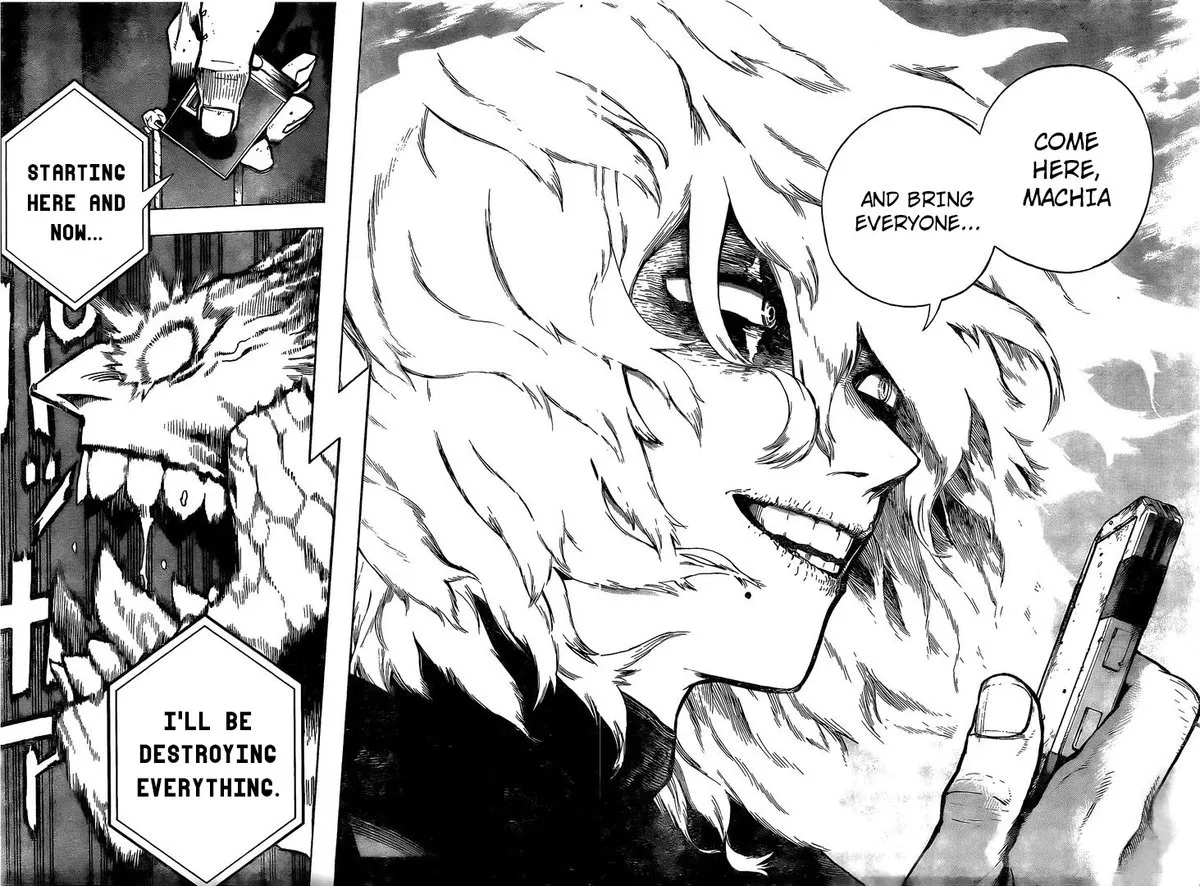 COME
HERE,
MACHIA
AND BRING
EVERYONE...
STARTING
HERE AND
NOW...
I'LL BE
DESTROYING
EVERYTHING.